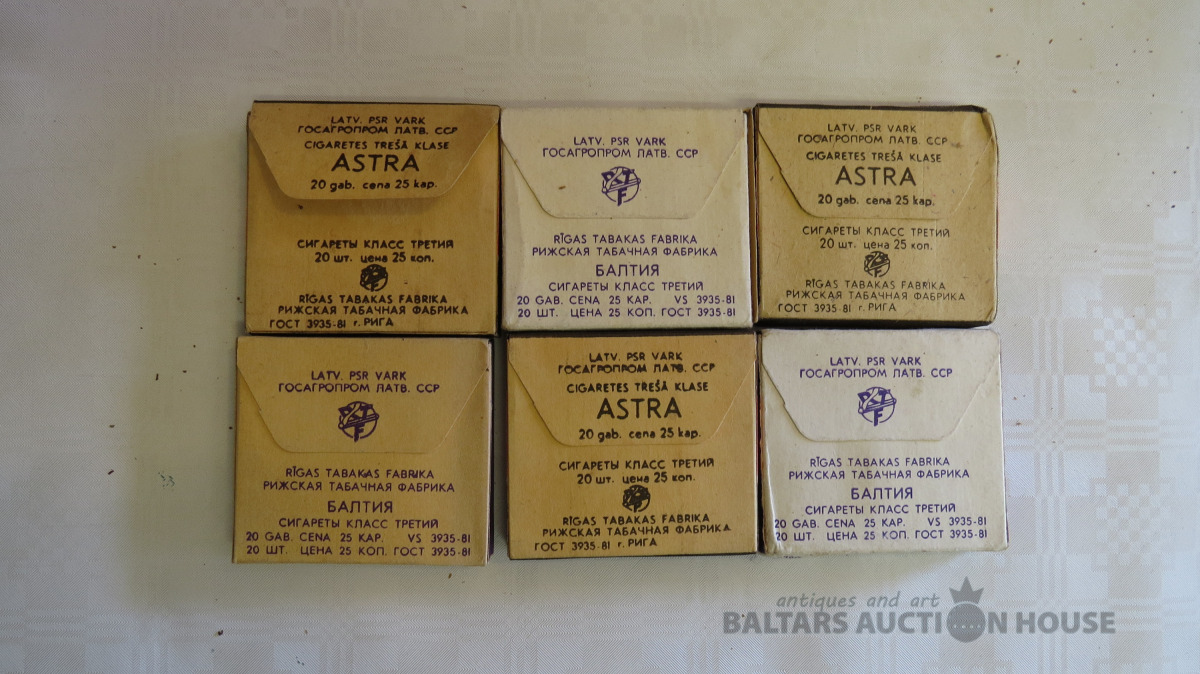 LATV. PSR VARK
ГОСАГРОПРОМ ЛАТВ. ССР
CIGARETES TREŠĀ KLASE
ASTRA
20 gab. cena 25 kap.
СИГАРЕТЫ КЛАСС ТРЕТИЙ
20 шт. цена 25 коп.
RĪGAS TABAKAS FABRIKA
РИЖСКАЯ ТАБАЧНАЯ ФАБРИКА
ГОСТ 3935-81 г. РИГА
LATV. PSR VARK
ГОСАГРОПРОМ ЛАТВ. ССР
RTF
RĪGAS TABAKAS FABRIKA
РИЖСКАЯ ТАБАЧНАЯ ФАБРИКА
БАЛТИЯ
СИГАРЕТЫ КЛАСС ТРЕТИЙ
20 GAB. CENA 25 KAP. VS 3935-81
20 ШТ. ЦЕНА 25 КОП. ГОСТ 3935-81
LATV. PSR VARK
ГОСАГРОПРОМ ЛАТВ. ССР
CIGARETES TREŠĀ KLASE
ASTRA
20 gab. cena 25 kap.
СИГАРЕТЫ КЛАСС ТРЕТИЙ
20 шт. цена 25 коп.
RĪGAS TABAKAS FABRIKA
РИЖСКАЯ ТАБАЧНАЯ ФАБРИКА
ГОСТ 3935-81 г. РИГА
LATV. PSR VARK
ГОСАГРОПРОМ ЛАТВ. ССР
RTF
RĪGAS TABAKAS FABRIKA
РИЖСКАЯ ТАБАЧНАЯ ФАБРИКА
БАЛТИЯ
СИГАРЕТЫ КЛАСС ТРЕТИЙ
20 GAB. CENA 25 KAP. VS 3935-81
20 ШТ. ЦЕНА 25 КОП. ГОСТ 3935-81
LATV. PSR VARK
ГОСАГРОПРОМ ЛАТВ. ССР
CIGARETES TREŠĀ KLASE
ASTRA
20 gab. cena 25 kap.
СИГАРЕТЫ КЛАСС ТРЕТИЙ
20 шт. цена 25 коп.
RĪGAS TABAKAS FABRIKA
РИЖСКАЯ ТАБАЧНАЯ ФАБРИКА
ГОСТ 3935-81 г. РИГА
LATV. PSR VARK
ГОСАГРОПРОМ ЛАТВ. ССР
RTF
RĪGAS TABAKAS FABRIKA
РИЖСКАЯ ТАБАЧНАЯ ФАБРИКА
БАЛТИЯ
СИГАРЕТЫ КЛАСС ТРЕТИЙ
20 GAB. CENA 25 KAP. VS 3935-81
20 ШТ. ЦЕНА 25 КОП. ГОСТ 3935-81
antiques and art
BALTARS AUCTION HOUSE